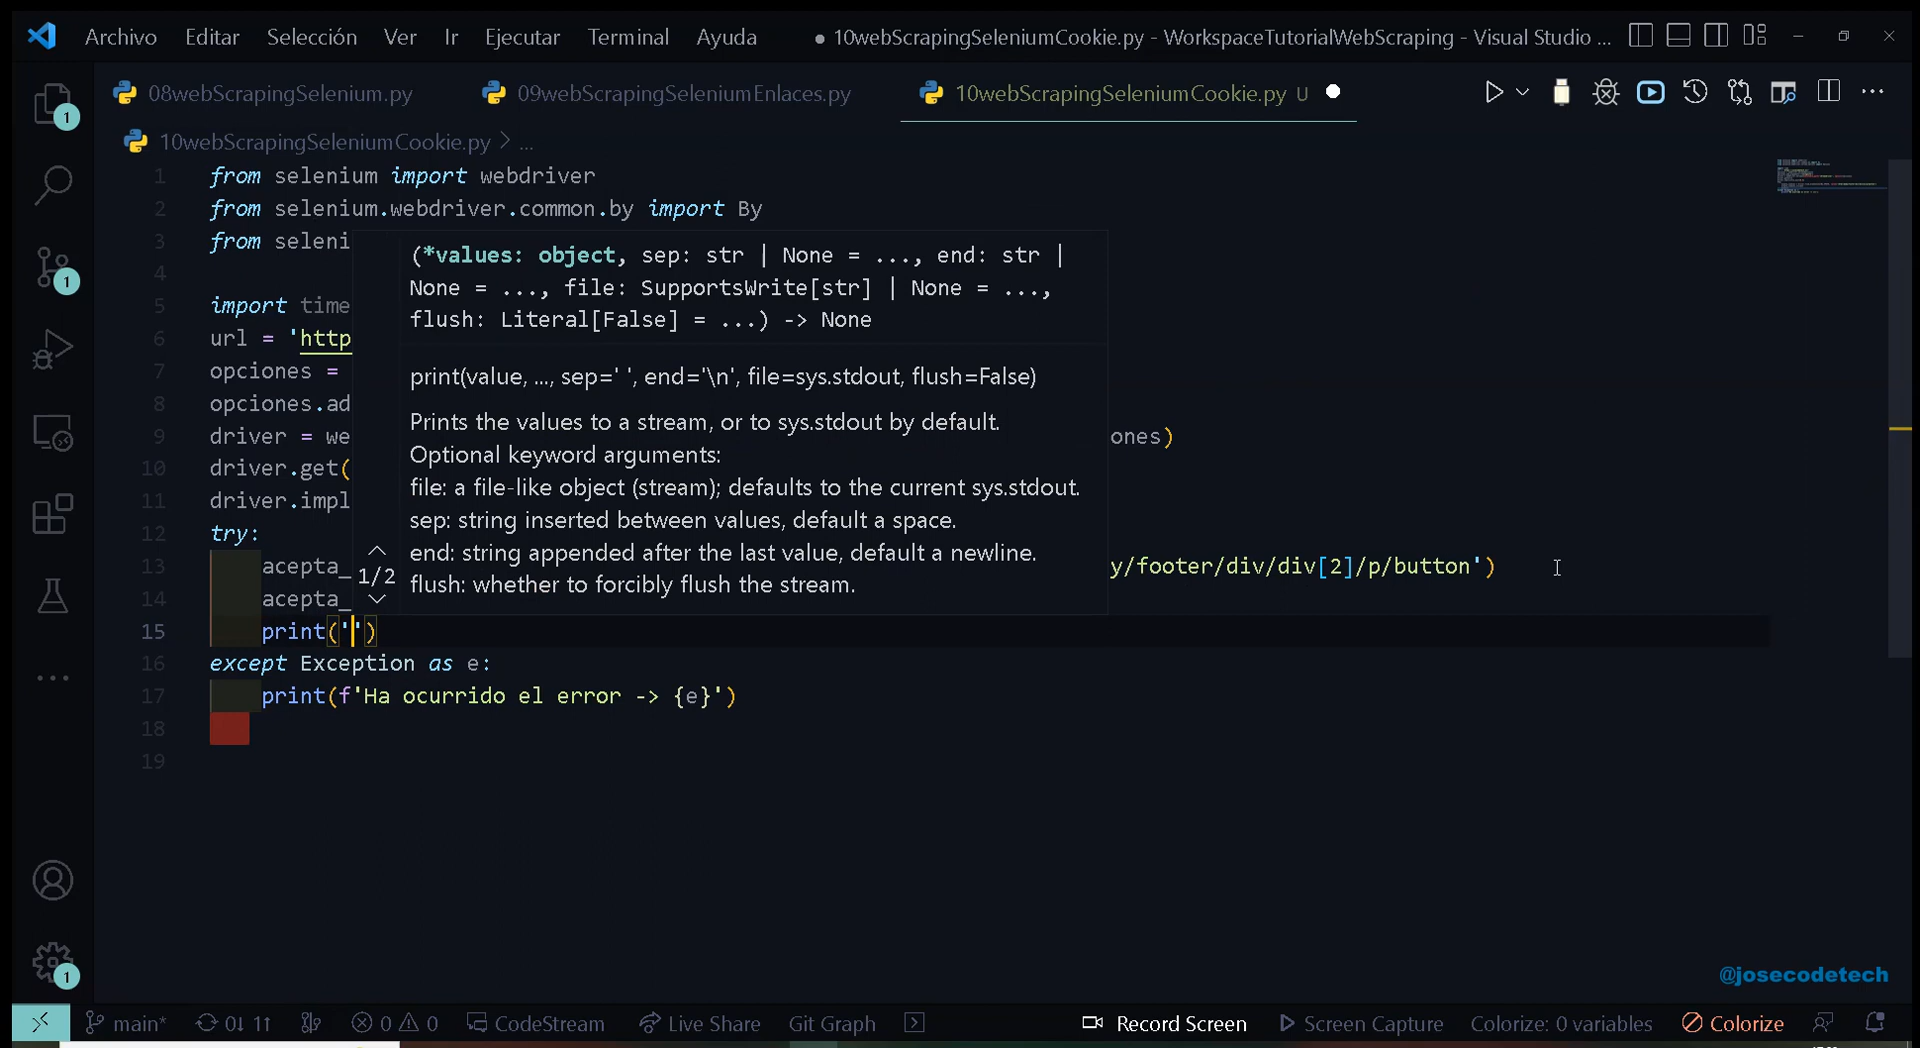 Archivo Editar Selección Ver Ir Ejecutar Terminal Ayuda ● 10webScrapingSeleniumCookie.py - WorkspaceTutorialWebScraping - Visual Studio ...
08webScrapingSelenium.py 09webScrapingSeleniumEnlaces.py 10webScrapingSeleniumCookie.py U
10webScrapingSeleniumCookie.py > ...
1 from selenium import webdriver
2 from selenium.webdriver.common.by import By
3 from seleni
4
5 import time
6 url = 'http
7 opciones =
8 opciones.ad
9 driver = we ones)
10 driver.get(
11 driver.impl
12 try:
13 acepta_ y/footer/div/div[2]/p/button')
14 acepta_
15 print('')
16 except Exception as e:
17 print(f'Ha ocurrido el error -> {e}')
18
19
(*values: object, sep: str | None = ..., end: str |
None = ..., file: SupportsWrite[str] | None = ...,
flush: Literal[False] = ...) -> None
print(value, ..., sep=' ', end='\n', file=sys.stdout, flush=False)
Prints the values to a stream, or to sys.stdout by default.
Optional keyword arguments:
file: a file-like object (stream); defaults to the current sys.stdout.
sep: string inserted between values, default a space.
end: string appended after the last value, default a newline.
flush: whether to forcibly flush the stream.
1/2
1
1
1
@josecodetech
main* 0↓ 1↑ 0 0 CodeStream Live Share Git Graph Record Screen Screen Capture Colorize: 0 variables Colorize